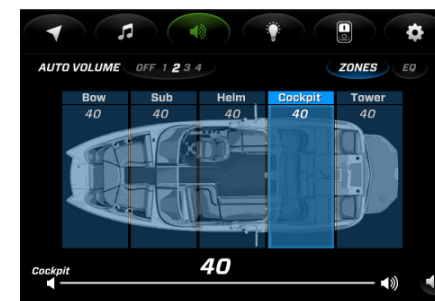 AUTO VOLUME OFF 1 2 3 4 ZONES EQ
Bow Sub Helm Cockpit Tower
40 40 40 40 40
Cockpit 40